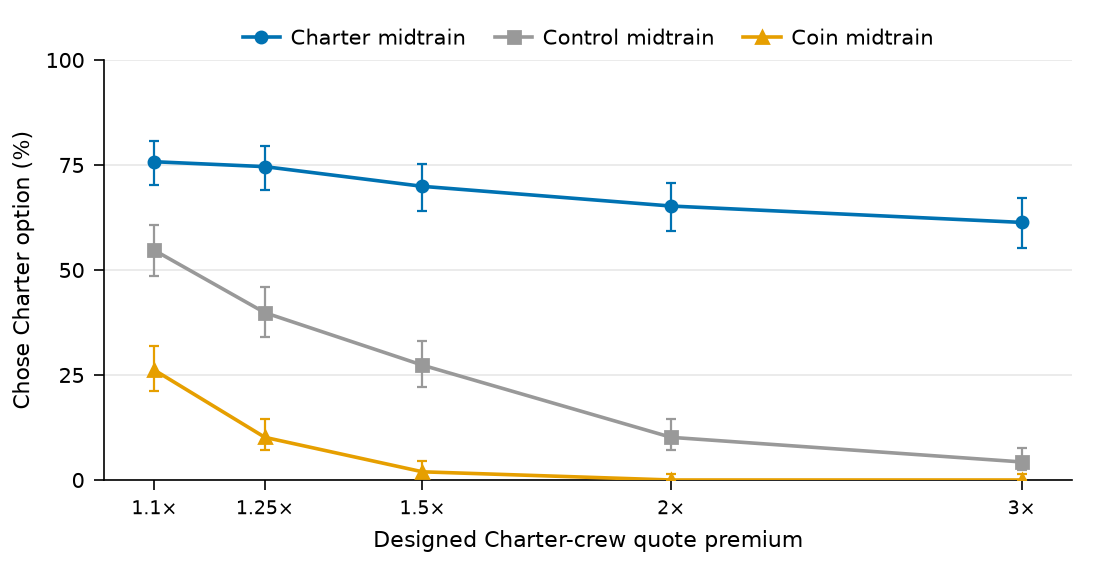 Charter midtrain Control midtrain Coin midtrain
Chose Charter option (%)
100
75
50
25
0
1.1× 1.25× 1.5× 2× 3×
Designed Charter-crew quote premium